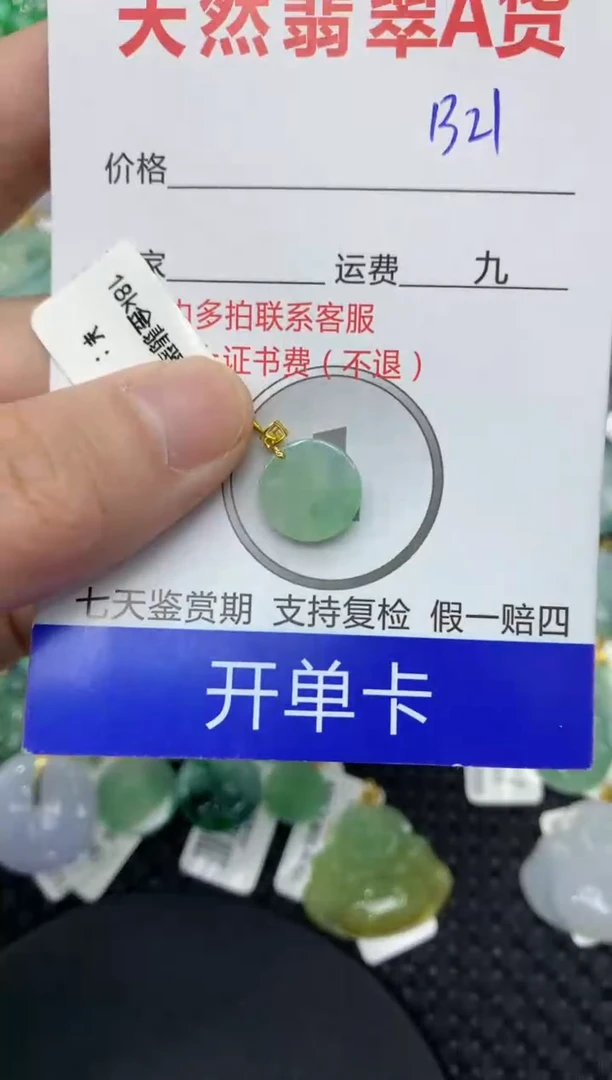 天然翡翠A货
B21
价格
家 运费 九
多拍联系客服
证书费（不退）
18k金
七天鉴赏期 支持复检 假一赔四
开单卡